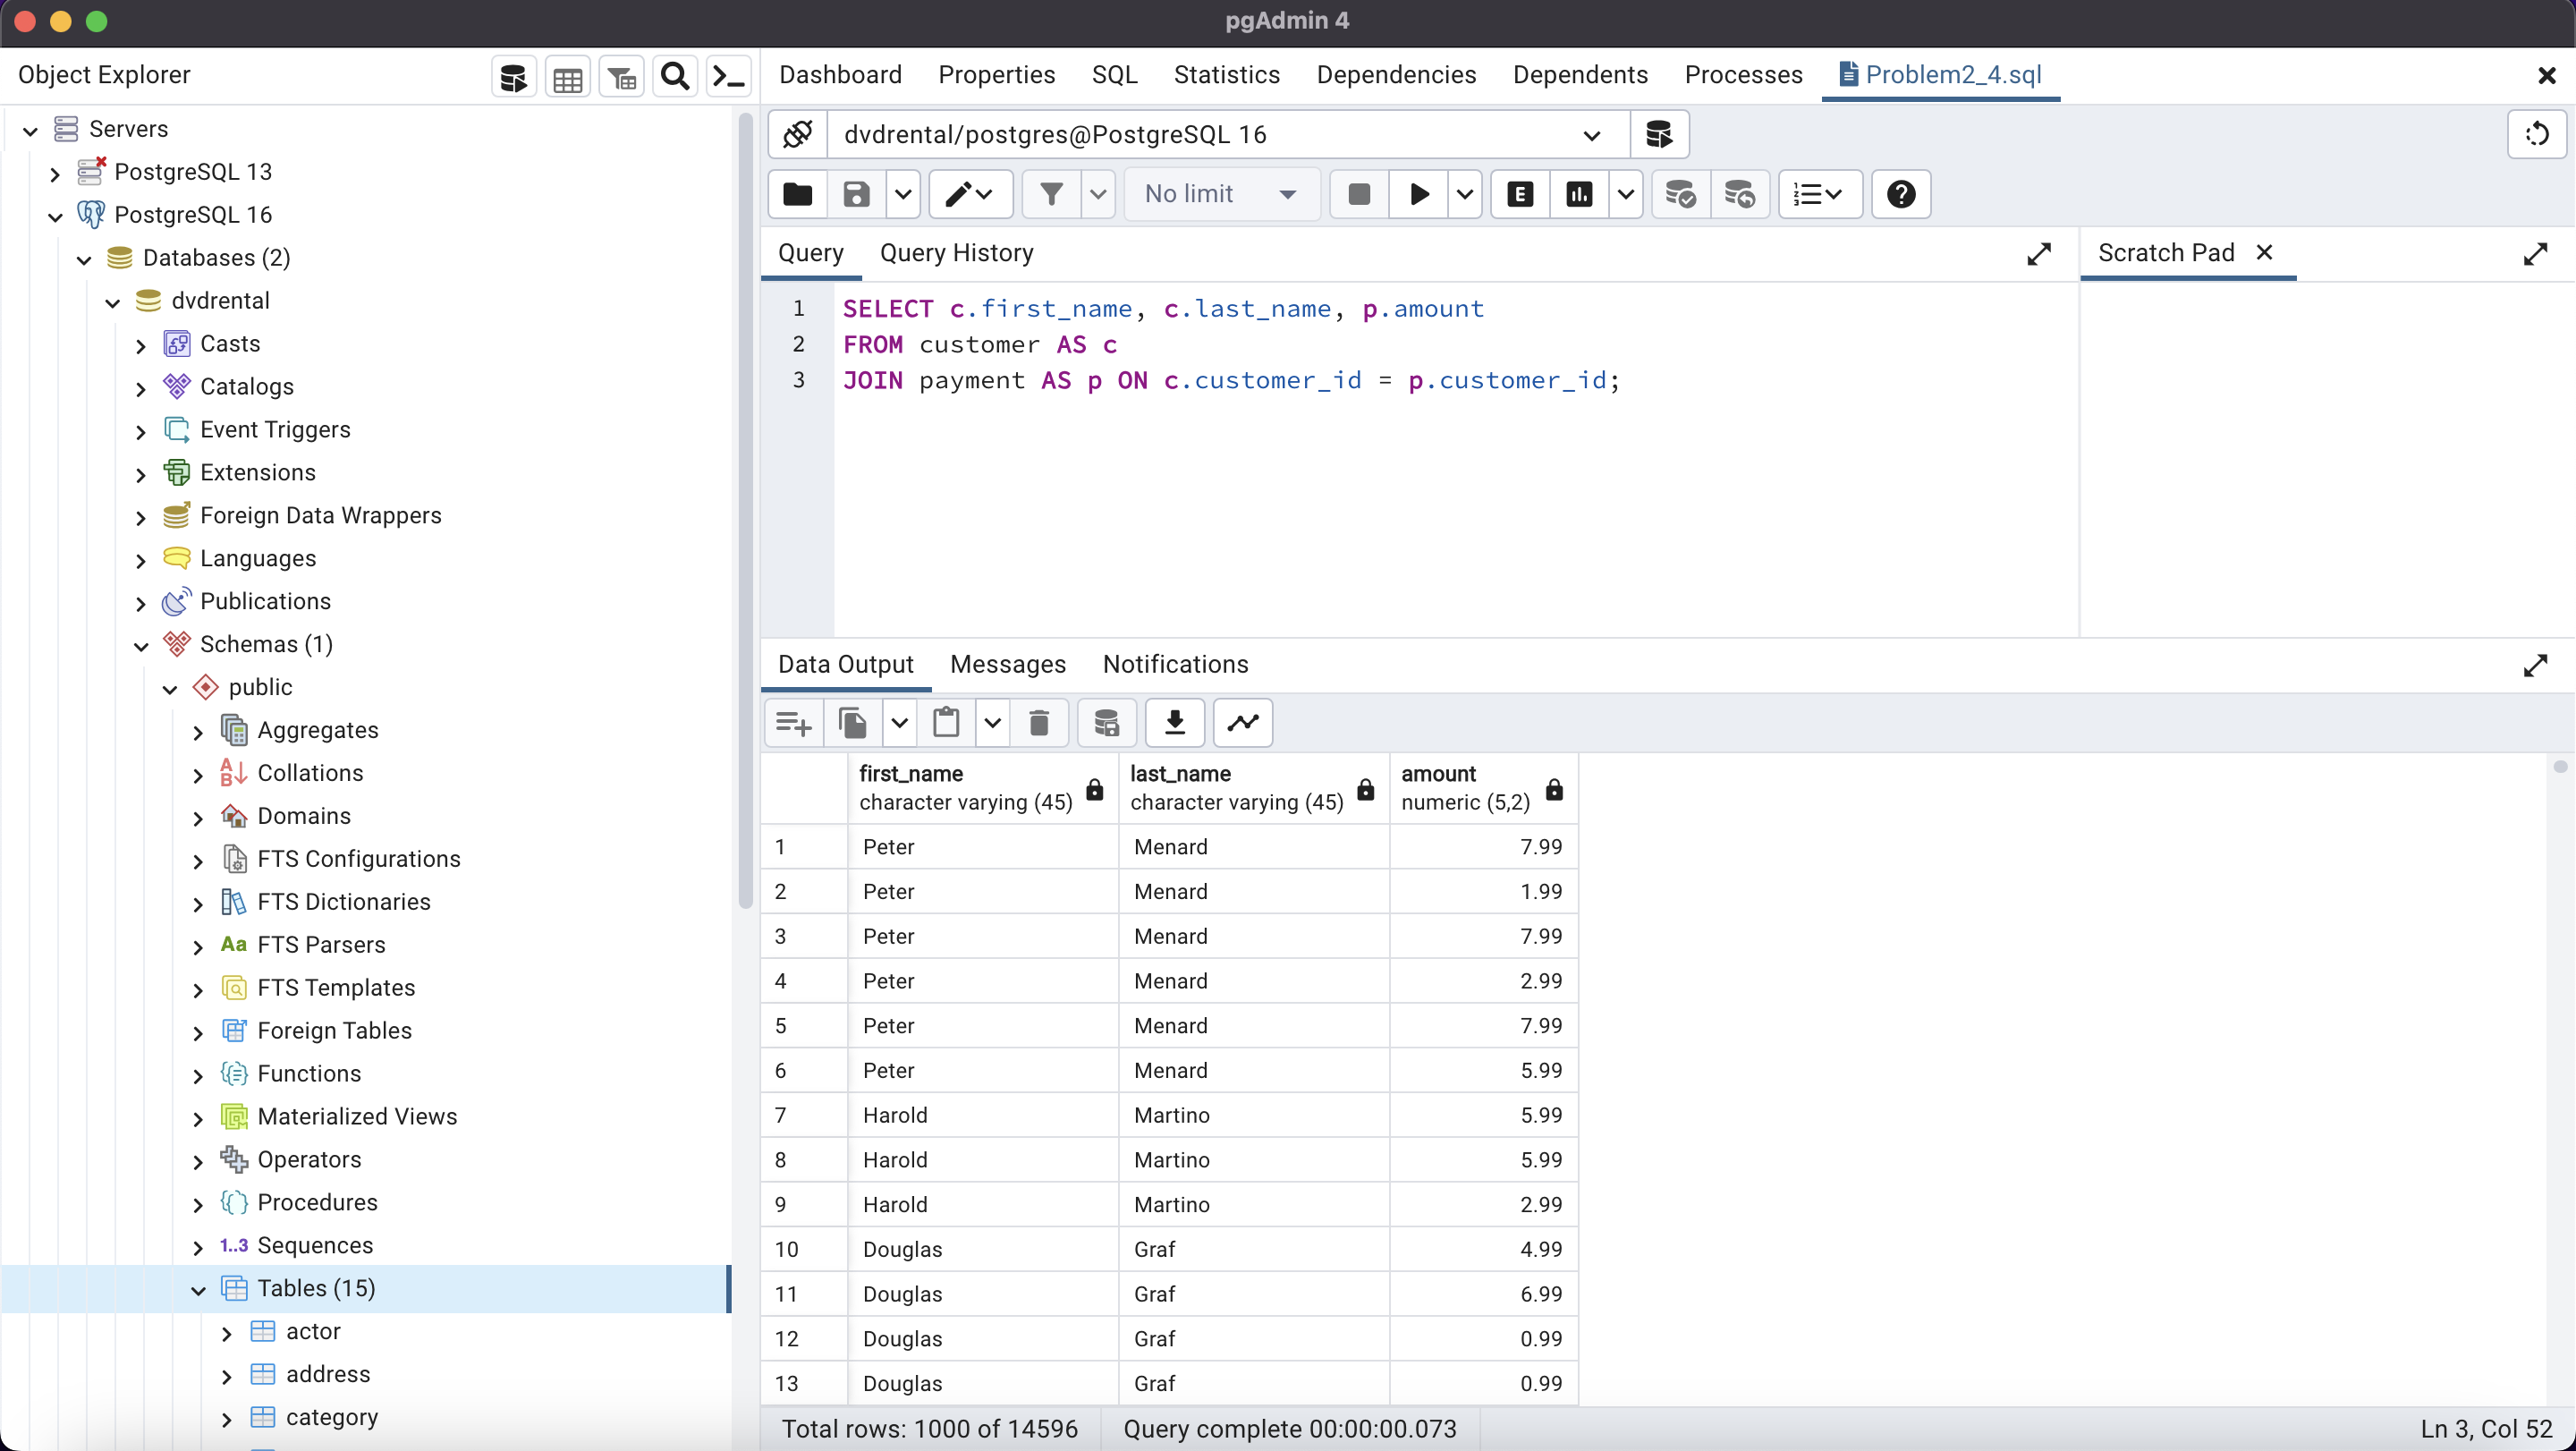 pgAdmin 4
Object Explorer
Dashboard Properties SQL Statistics Dependencies Dependents Processes Problem2_4.sql
Servers
PostgreSQL 13
PostgreSQL 16
Databases (2)
dvdrental
Casts
Catalogs
Event Triggers
Extensions
Foreign Data Wrappers
Languages
Publications
Schemas (1)
public
Aggregates
Collations
Domains
FTS Configurations
FTS Dictionaries
Aa FTS Parsers
FTS Templates
Foreign Tables
Functions
Materialized Views
Operators
Procedures
1..3 Sequences
Tables (15)
actor
address
category
dvdrental/postgres@PostgreSQL 16
No limit
E
Query Query History
Scratch Pad
1 SELECT c.first_name, c.last_name, p.amount
2 FROM customer AS c
3 JOIN payment AS p ON c.customer_id = p.customer_id;
Data Output Messages Notifications
first_name last_name amount
character varying (45) character varying (45) numeric (5,2)
1 Peter Menard 7.99
2 Peter Menard 1.99
3 Peter Menard 7.99
4 Peter Menard 2.99
5 Peter Menard 7.99
6 Peter Menard 5.99
7 Harold Martino 5.99
8 Harold Martino 5.99
9 Harold Martino 2.99
10 Douglas Graf 4.99
11 Douglas Graf 6.99
12 Douglas Graf 0.99
13 Douglas Graf 0.99
Total rows: 1000 of 14596 Query complete 00:00:00.073 Ln 3, Col 52